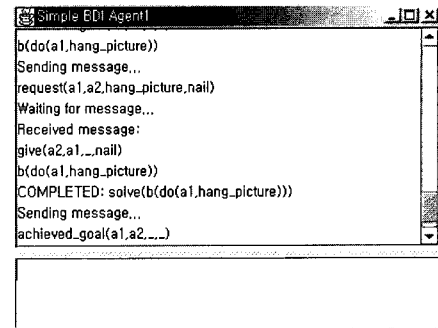 Simple BDI Agent1
b(do(a1,hang_picture))
Sending message...
request(a1,a2,hang_picture,nail)
Waiting for message...
Received message:
give(a2,a1,_,nail)
b(do(a1,hang_picture))
COMPLETED: solve(b(do(a1,hang_picture)))
Sending message...
achieved_goal(a1,a2,_,_)